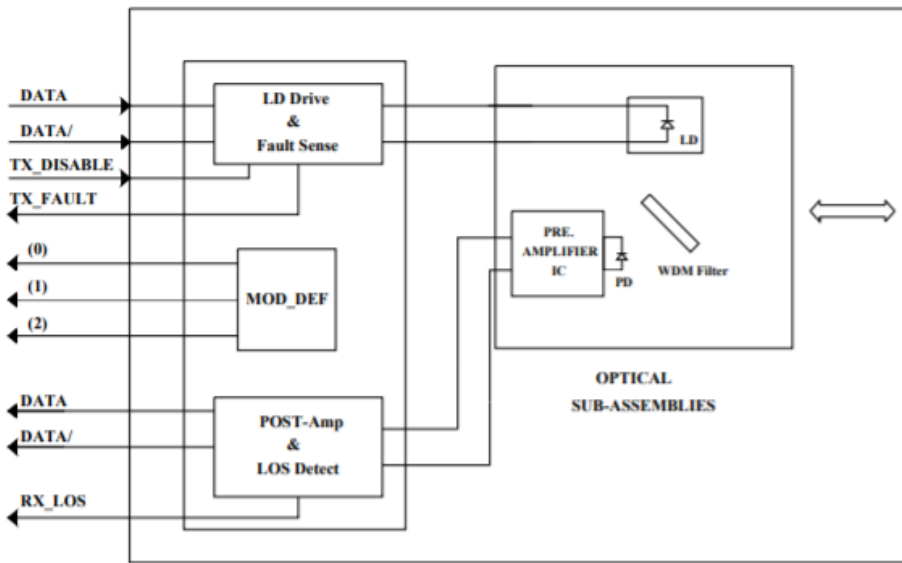 DATA
DATA/
TX_DISABLE
TX_FAULT
(0)
(1)
(2)
DATA
DATA/
RX_LOS
LD Drive
&
Fault Sense
MOD_DEF
POST-Amp
&
LOS Detect
LD
PRE.
AMPLIFIER
IC
PD
WDM Filter
OPTICAL
SUB-ASSEMBLIES